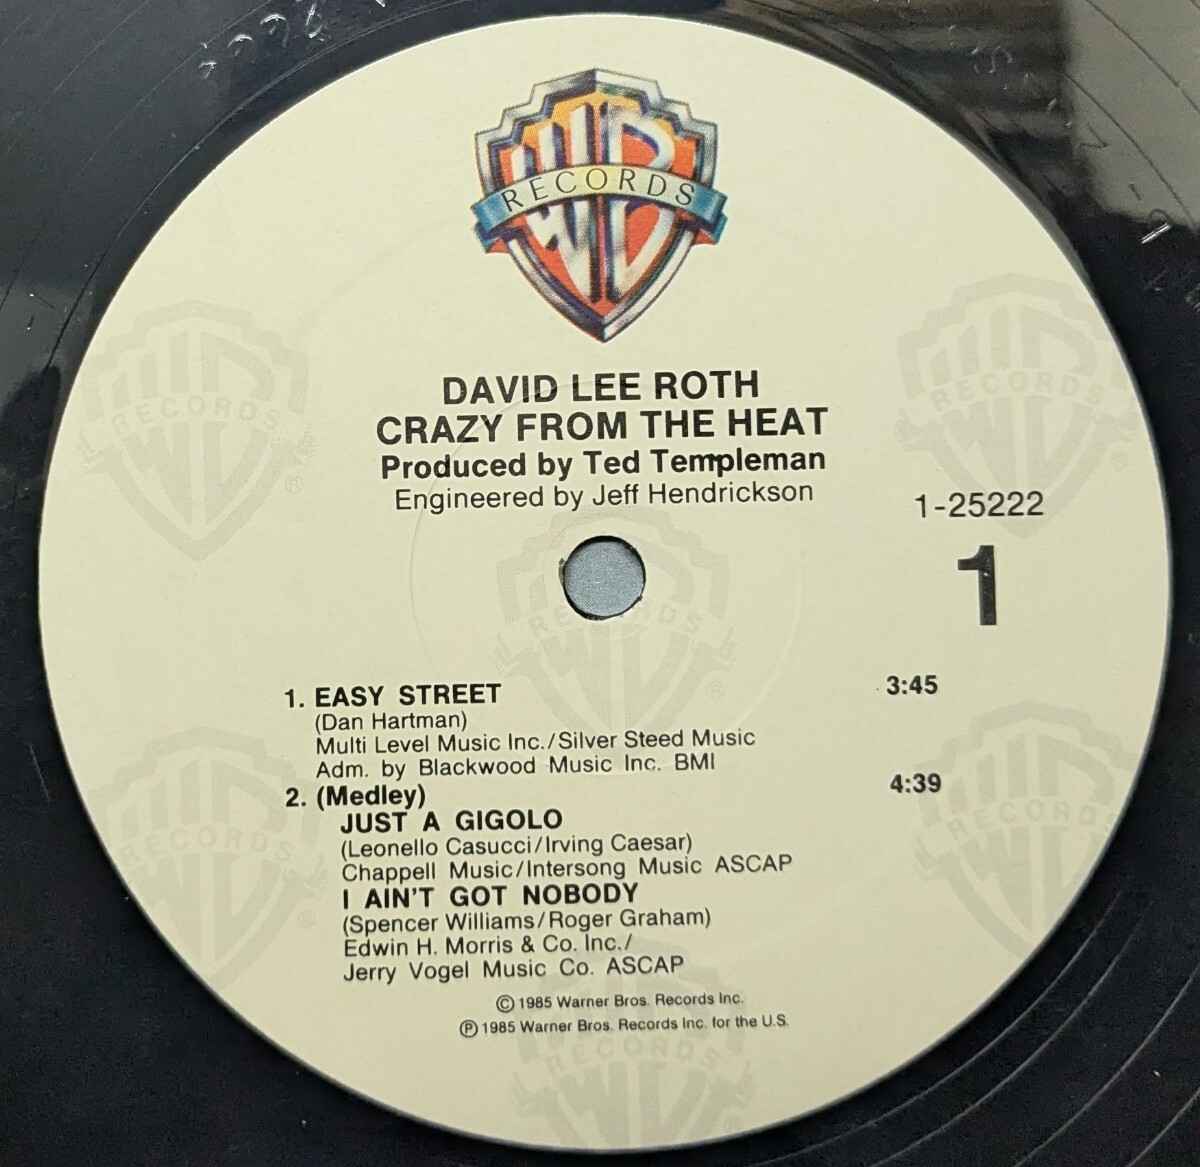 WB
RECORDS
DAVID LEE ROTH
CRAZY FROM THE HEAT
Produced by Ted Templeman
Engineered by Jeff Hendrickson
1-25222
1
1. EASY STREET 3:45
(Dan Hartman)
Multi Level Music Inc./Silver Steed Music
Adm. by Blackwood Music Inc. BMI
2. (Medley) 4:39
JUST A GIGOLO
(Leonello Casucci/Irving Caesar)
Chappell Music/Intersong Music ASCAP
I AIN'T GOT NOBODY
(Spencer Williams/Roger Graham)
Edwin H. Morris & Co. Inc./
Jerry Vogel Music Co. ASCAP
© 1985 Warner Bros. Records Inc.
℗ 1985 Warner Bros. Records Inc. for the U.S.